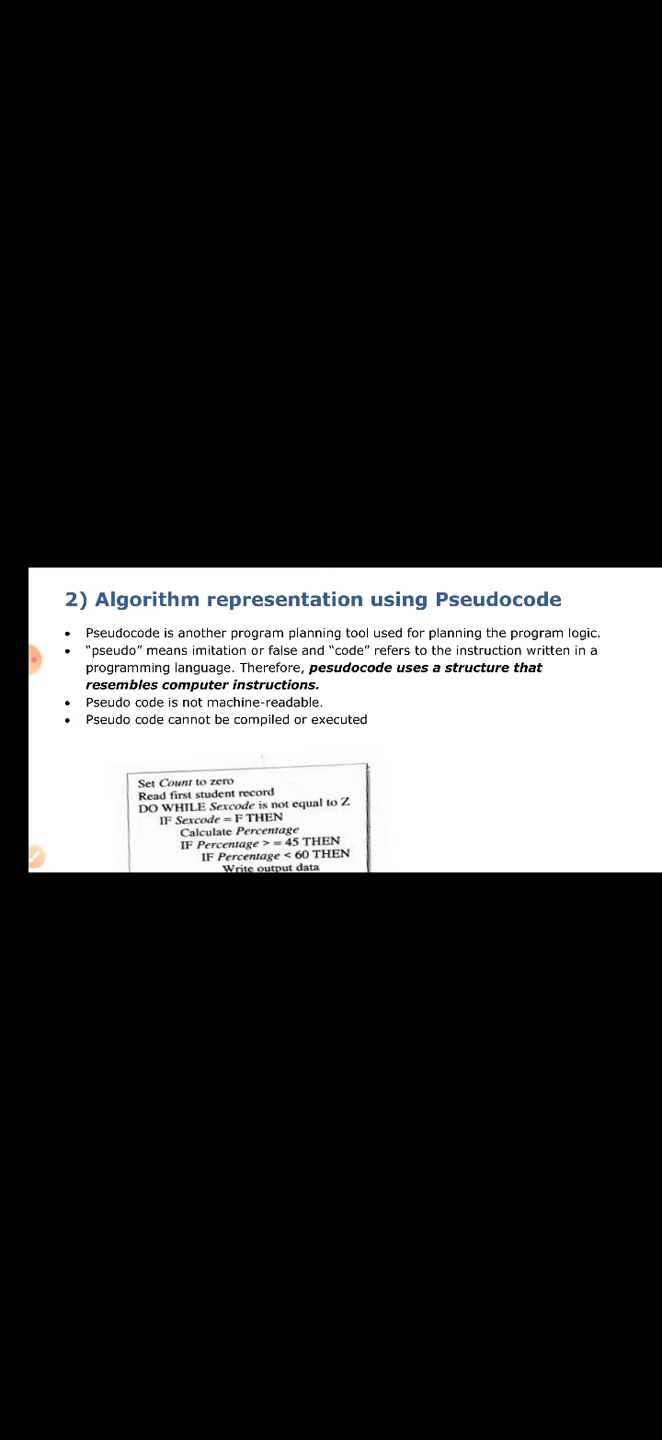 2) Algorithm representation using Pseudocode
• Pseudocode is another program planning tool used for planning the program logic.
• “pseudo” means imitation or false and “code” refers to the instruction written in a
programming language. Therefore, pesudocode uses a structure that
resembles computer instructions.
• Pseudo code is not machine-readable.
• Pseudo code cannot be compiled or executed
Set Count to zero
Read first student record
DO WHILE Sexcode is not equal to Z
IF Sexcode = F THEN
Calculate Percentage
IF Percentage > = 45 THEN
IF Percentage < 60 THEN
Write output data